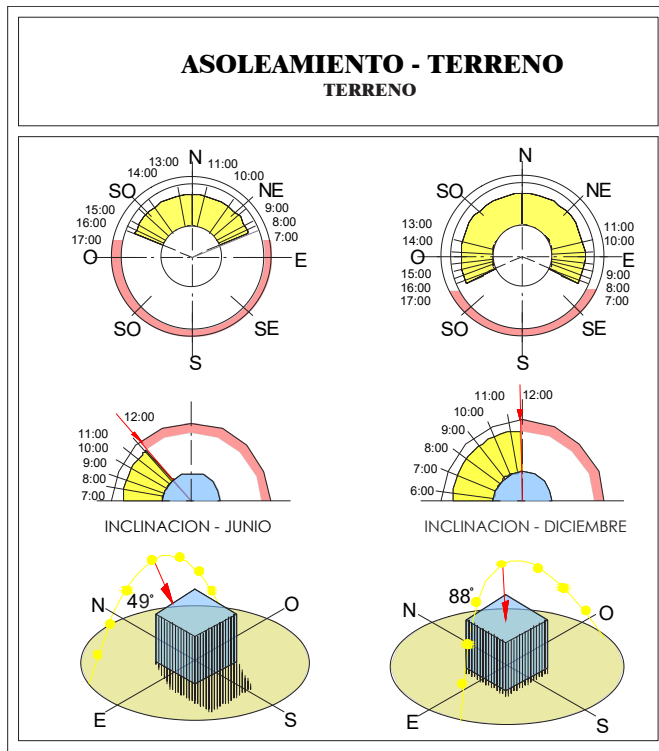 ASOLEAMIENTO - TERRENO
TERRENO
N
13:00 11:00
14:00 10:00
SO NE
15:00 9:00
16:00 8:00
17:00 7:00
O E
SO SE
S
N
SO NE
13:00 11:00
14:00 10:00
O E
15:00 9:00
16:00 8:00
17:00 7:00
SO SE
S
12:00
11:00
10:00
9:00
8:00
7:00
INCLINACION - JUNIO
12:00
11:00
10:00
9:00
8:00
7:00
6:00
INCLINACION - DICIEMBRE
N 49° O
E S
N 88° O
E S